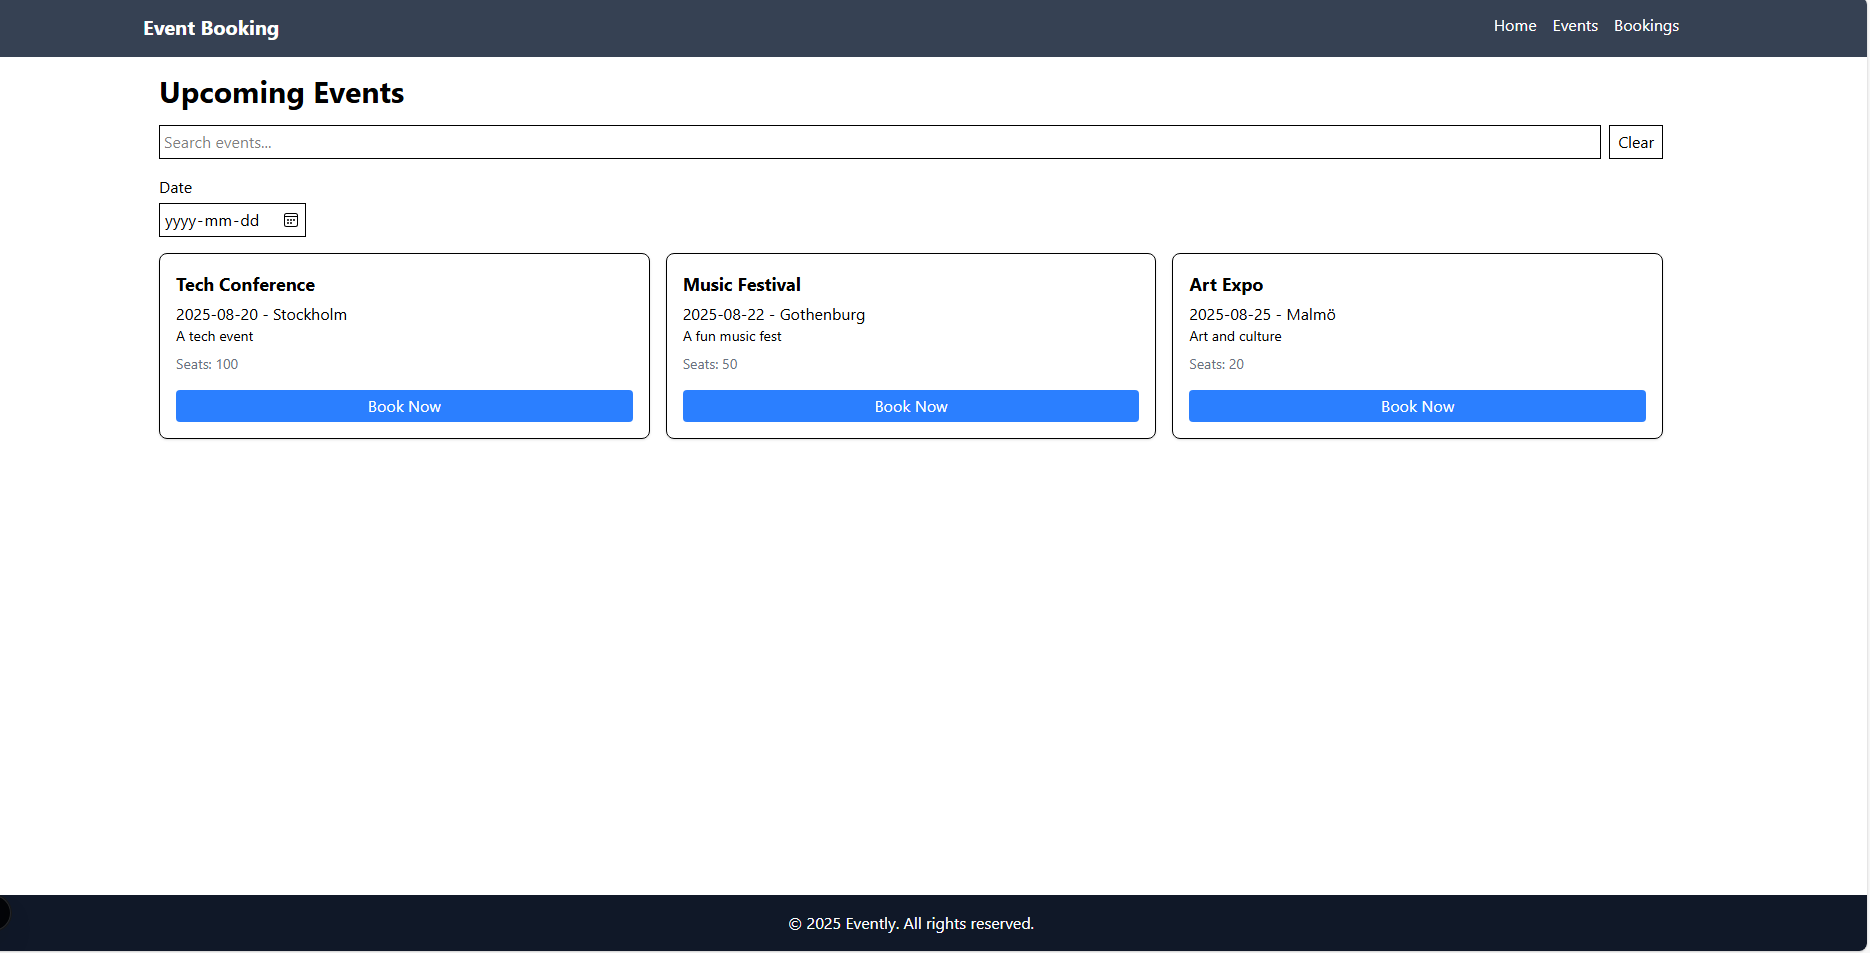 Event Booking
Home Events Bookings
Upcoming Events
Search events...
Clear
Date
yyyy-mm-dd
Tech Conference
2025-08-20 - Stockholm
A tech event
Seats: 100
Book Now
Music Festival
2025-08-22 - Gothenburg
A fun music fest
Seats: 50
Book Now
Art Expo
2025-08-25 - Malmö
Art and culture
Seats: 20
Book Now
© 2025 Evently. All rights reserved.